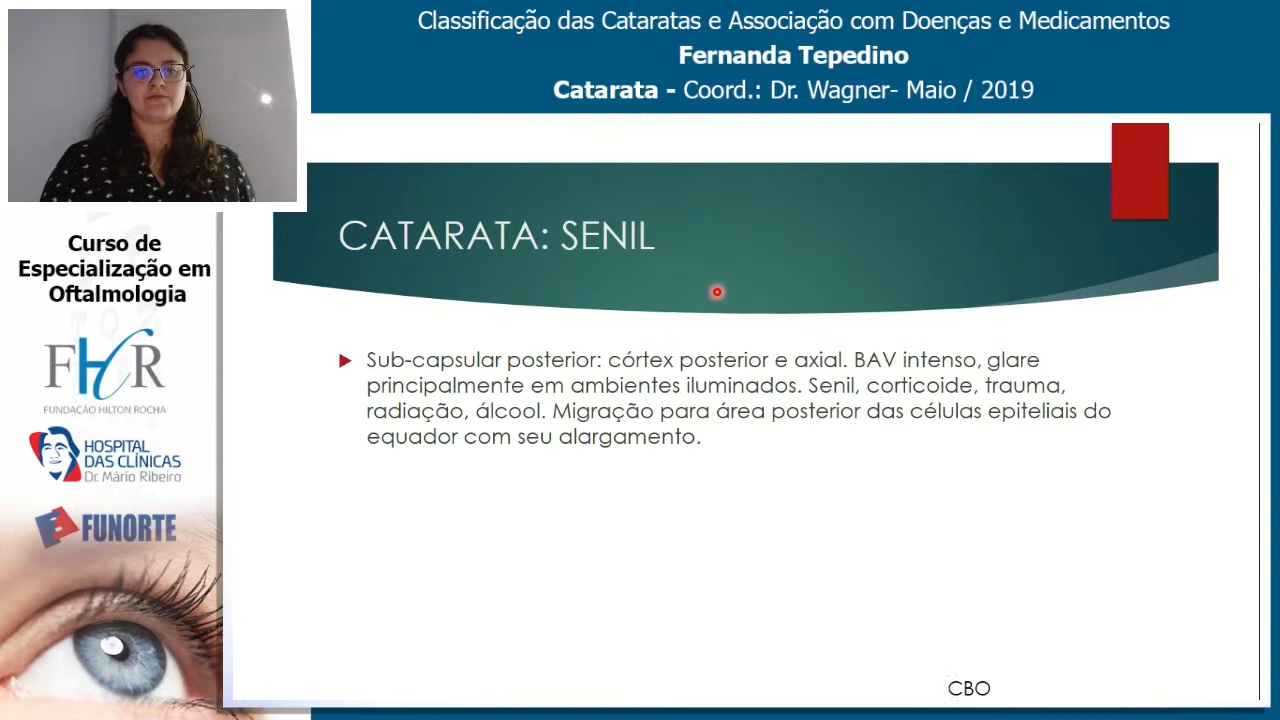 Classificação das Cataratas e Associação com Doenças e Medicamentos
Fernanda Tepedino
Catarata - Coord.: Dr. Wagner- Maio / 2019
CATARATA: SENIL
Curso de
Especialização em
Oftalmologia
FHR
FUNDAÇÃO HILTON ROCHA
HOSPITAL
DAS CLÍNICAS
Dr. Mário Ribeiro
FUNORTE
Sub-capsular posterior: córtex posterior e axial. BAV intenso, glare
principalmente em ambientes iluminados. Senil, corticoide, trauma,
radiação, álcool. Migração para área posterior das células epiteliais do
equador com seu alargamento.
CBO